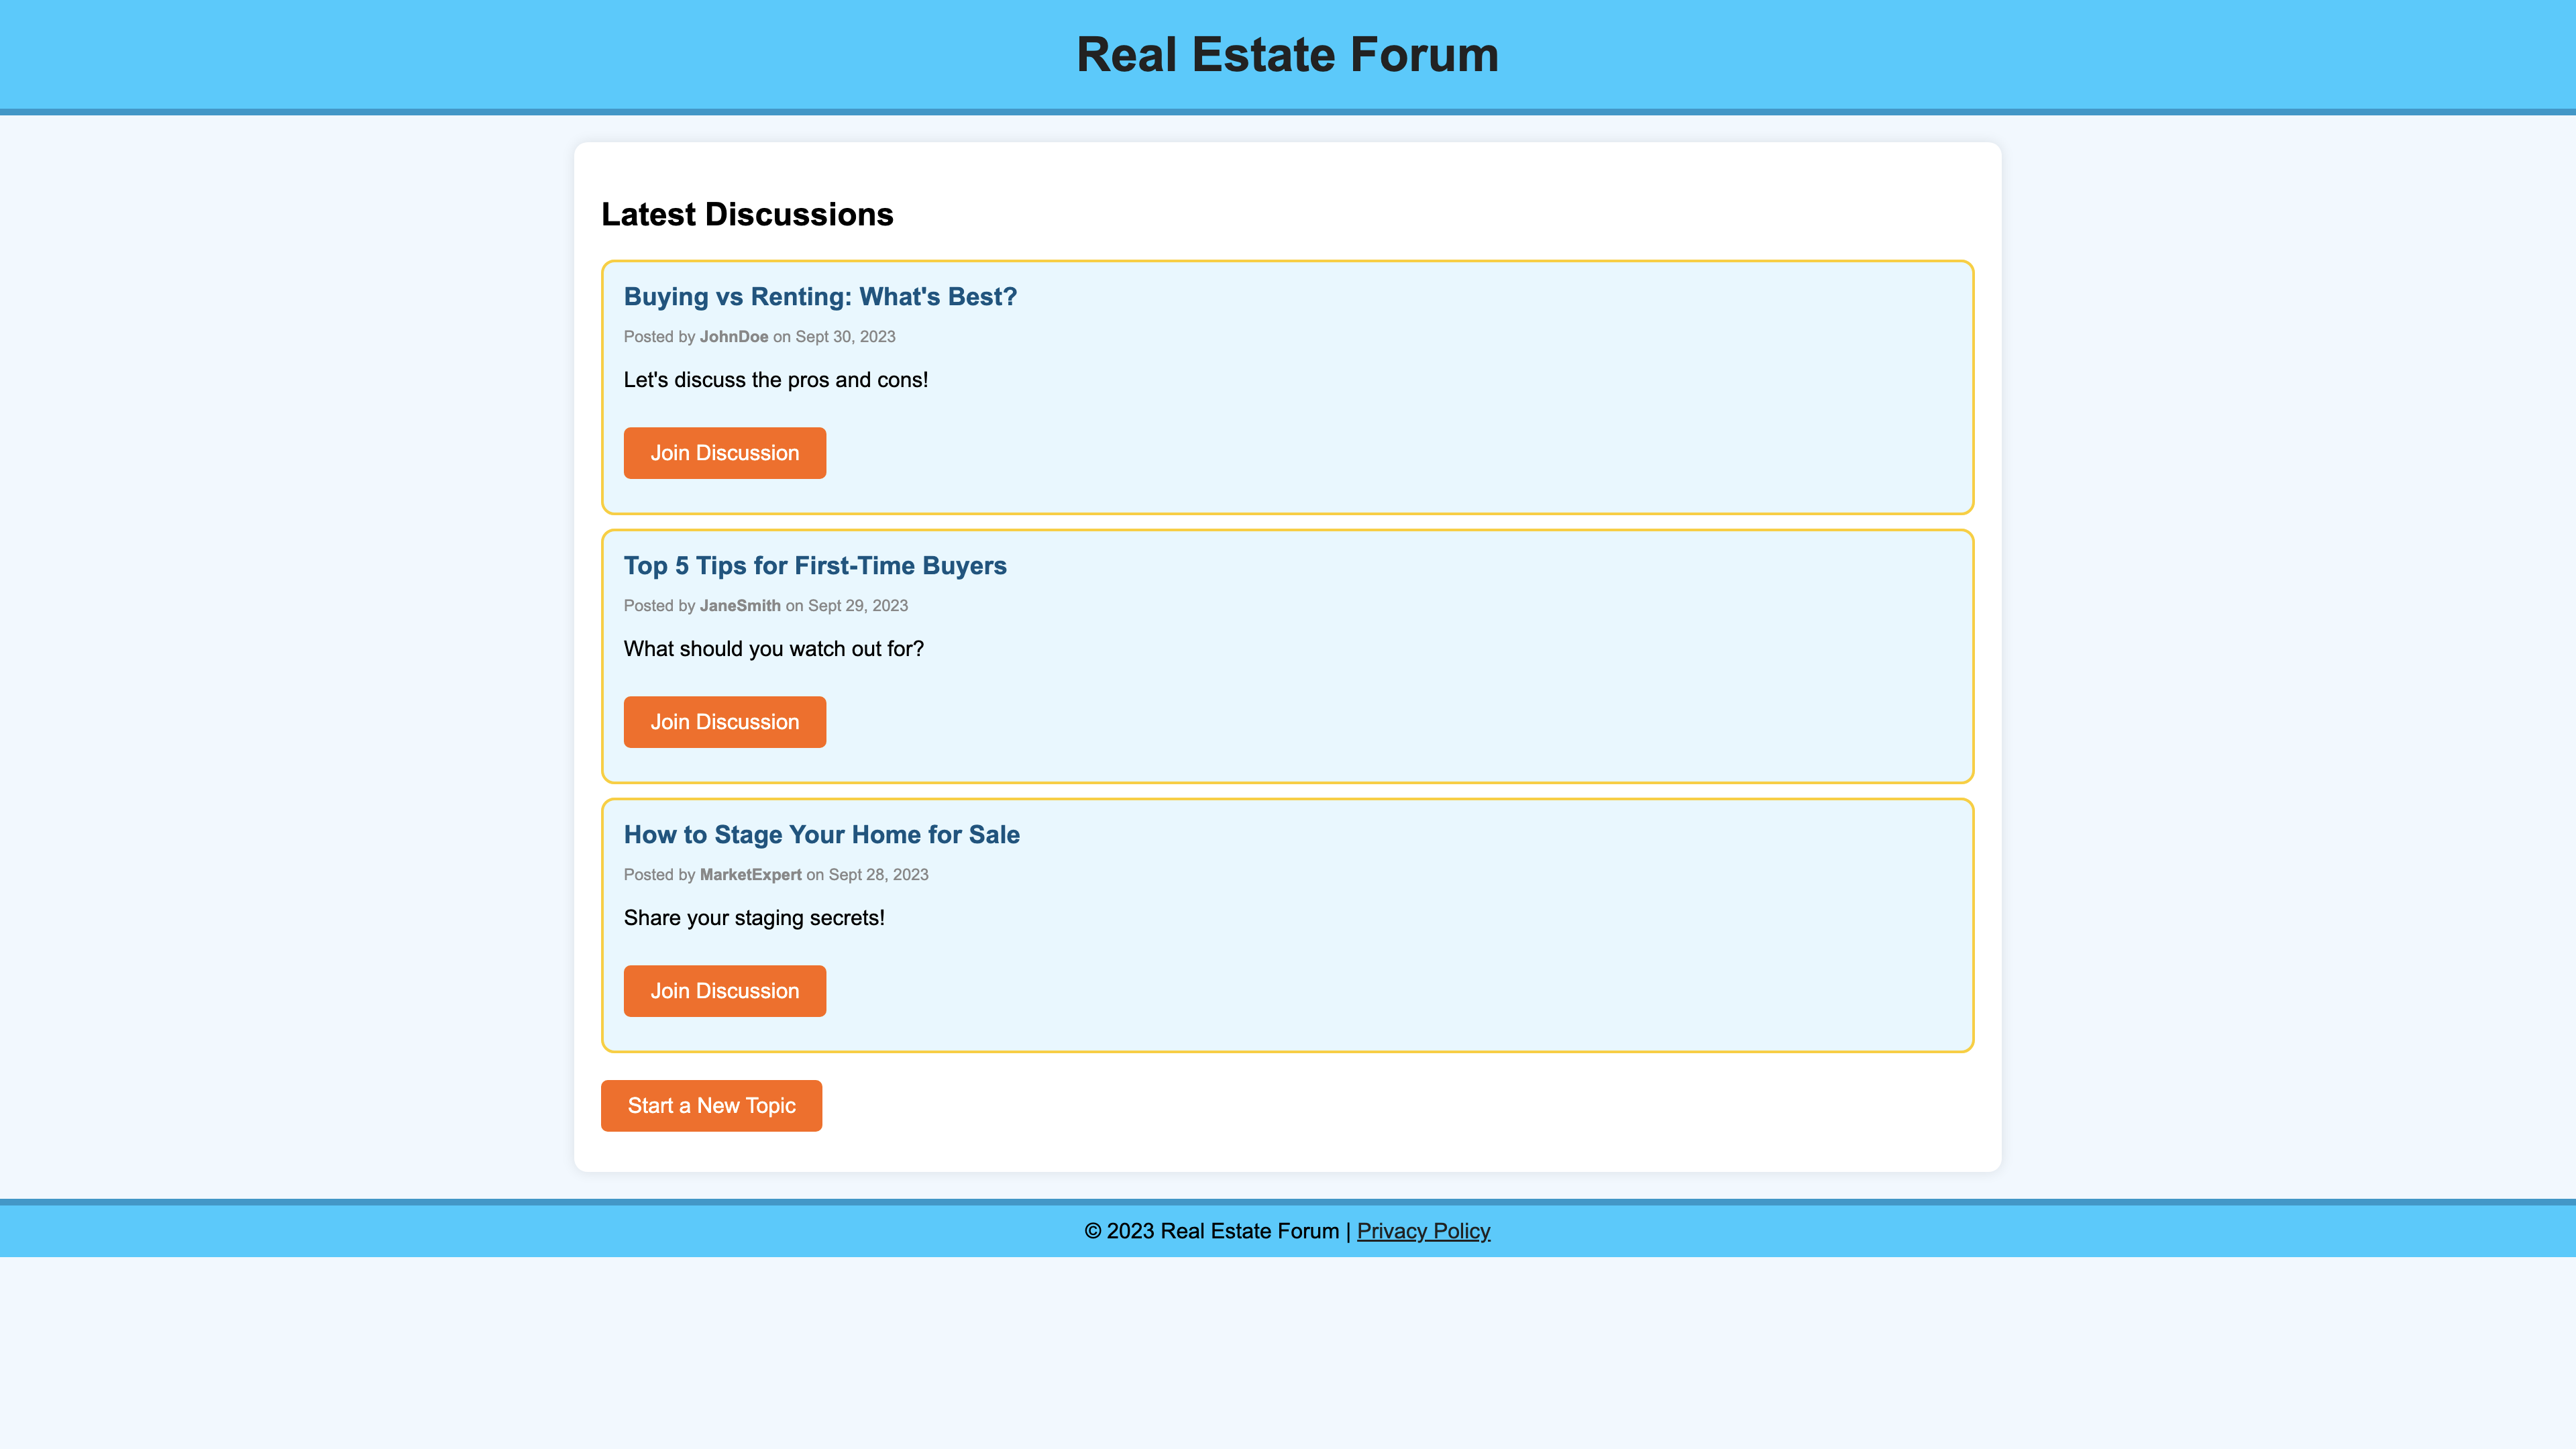 Real Estate Forum
Latest Discussions
Buying vs Renting: What's Best?
Posted by JohnDoe on Sept 30, 2023
Let's discuss the pros and cons!
Join Discussion
Top 5 Tips for First-Time Buyers
Posted by JaneSmith on Sept 29, 2023
What should you watch out for?
Join Discussion
How to Stage Your Home for Sale
Posted by MarketExpert on Sept 28, 2023
Share your staging secrets!
Join Discussion
Start a New Topic
© 2023 Real Estate Forum | Privacy Policy